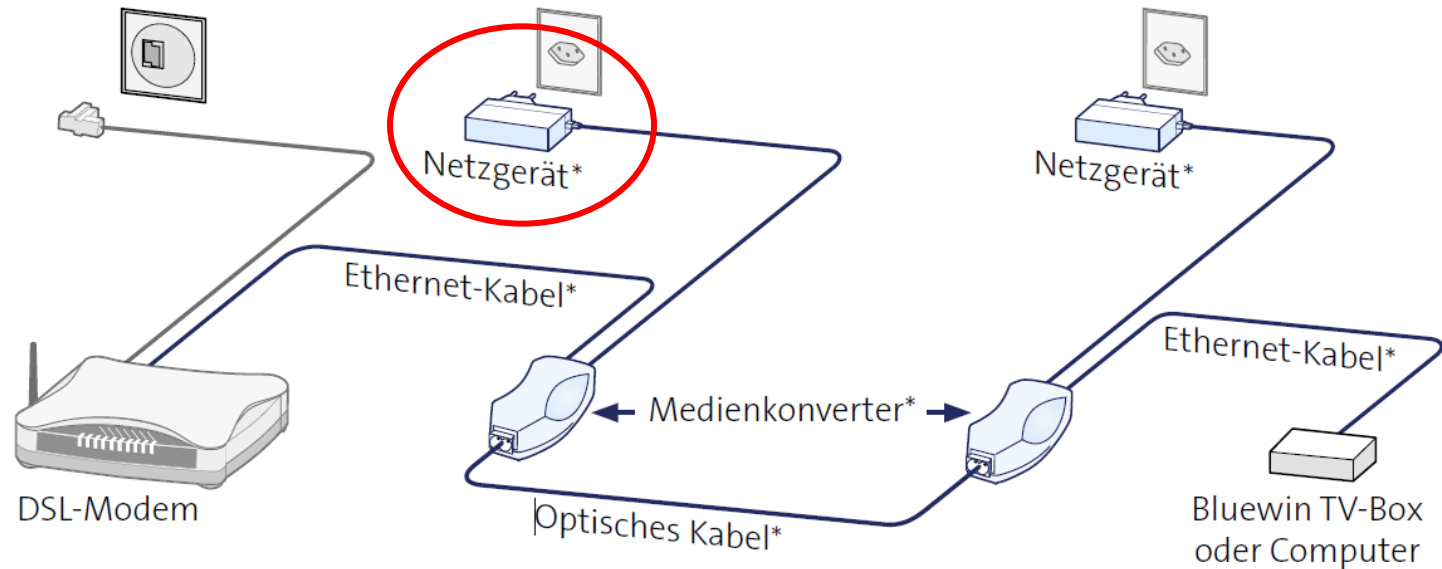 Netzgerät*
Netzgerät*
Ethernet-Kabel*
Ethernet-Kabel*
Medienkonverter*
DSL-Modem
Optisches Kabel*
Bluewin TV-Box
oder Computer